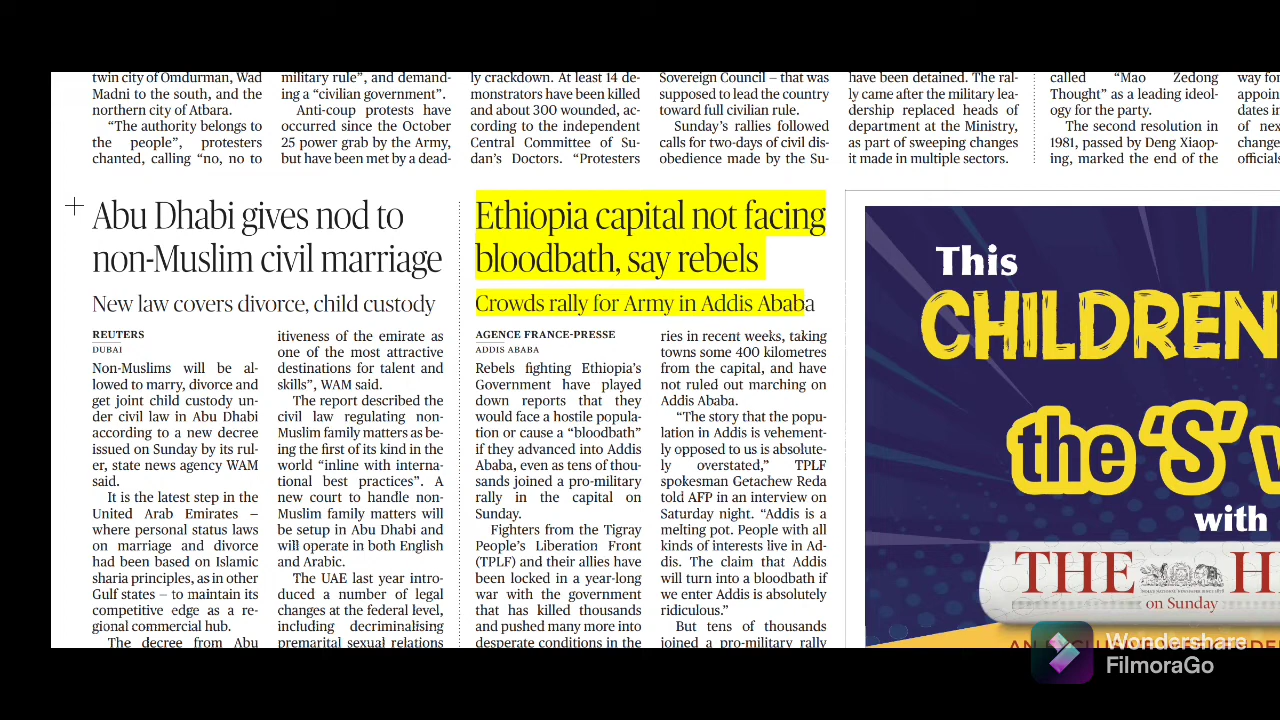 twin city of Omdurman, Wad
Madni to the south, and the
northern city of Atbara.
“The authority belongs to
the people”, protesters
chanted, calling “no, no to
military rule”, and demand-
ing a “civilian government”.
Anti-coup protests have
occurred since the October
25 power grab by the Army,
but have been met by a dead-
ly crackdown. At least 14 de-
monstrators have been killed
and about 300 wounded, ac-
cording to the independent
Central Committee of Su-
dan’s Doctors. “Protesters
Sovereign Council – that was
supposed to lead the country
toward full civilian rule.
Sunday’s rallies followed
calls for two-days of civil dis-
obedience made by the Su-
have been detained. The ral-
ly came after the military lea-
dership replaced heads of
department at the Ministry,
as part of sweeping changes
it made in multiple sectors.
called “Mao Zedong
Thought” as a leading ideol-
ogy for the party.
The second resolution in
1981, passed by Deng Xiaop-
ing, marked the end of the
way for
appoin
dates in
of nex
change
officials
Abu Dhabi gives nod to
non-Muslim civil marriage
New law covers divorce, child custody
REUTERS
DUBAI
Non-Muslims will be al-
lowed to marry, divorce and
get joint child custody un-
der civil law in Abu Dhabi
according to a new decree
issued on Sunday by its rul-
er, state news agency WAM
said.
It is the latest step in the
United Arab Emirates –
where personal status laws
on marriage and divorce
had been based on Islamic
sharia principles, as in other
Gulf states – to maintain its
competitive edge as a re-
gional commercial hub.
The decree from Abu
itiveness of the emirate as
one of the most attractive
destinations for talent and
skills”, WAM said.
The report described the
civil law regulating non-
Muslim family matters as be-
ing the first of its kind in the
world “inline with interna-
tional best practices”. A
new court to handle non-
Muslim family matters will
be setup in Abu Dhabi and
will operate in both English
and Arabic.
The UAE last year intro-
duced a number of legal
changes at the federal level,
including decriminalising
premarital sexual relations
Ethiopia capital not facing
bloodbath, say rebels
Crowds rally for Army in Addis Ababa
AGENCE FRANCE-PRESSE
ADDIS ABABA
Rebels fighting Ethiopia’s
Government have played
down reports that they
would face a hostile popula-
tion or cause a “bloodbath”
if they advanced into Addis
Ababa, even as tens of thou-
sands joined a pro-military
rally in the capital on
Sunday.
Fighters from the Tigray
People’s Liberation Front
(TPLF) and their allies have
been locked in a year-long
war with the government
that has killed thousands
and pushed many more into
desperate conditions in the
ries in recent weeks, taking
towns some 400 kilometres
from the capital, and have
not ruled out marching on
Addis Ababa.
“The story that the popu-
lation in Addis is vehement-
ly opposed to us is absolute-
ly overstated,” TPLF
spokesman Getachew Reda
told AFP in an interview on
Saturday night. “Addis is a
melting pot. People with all
kinds of interests live in Ad-
dis. The claim that Addis
will turn into a bloodbath if
we enter Addis is absolutely
ridiculous.”
But tens of thousands
joined a pro-military rally
This
CHILDREN
the ‘S’
with
THE H
on Sunday
Wondershare
FilmoraGo